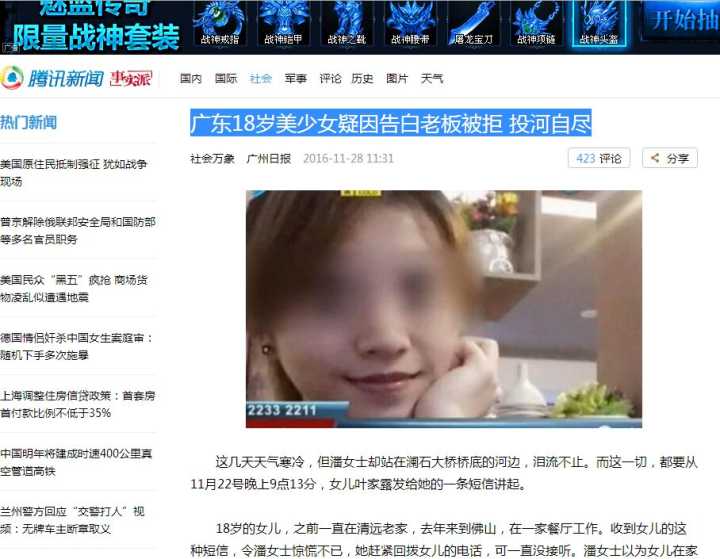 魅蓝传奇
限量战神套装
广告
战神戒指 战神铠甲 战神之靴 战神腰带 屠龙宝刀 战神项链 战神头盔
开始抽
腾讯新闻 事实派 国内 国际 社会 军事 评论 历史 图片 天气
热门新闻
美国原住民抵制强征 犹如战争
现场
普京解除俄联邦安全局和国防部
等多名官员职务
美国民众“黑五”疯抢 商场货
物凌乱似遭遇地震
德国情侣奸杀中国女生案庭审：
随机下手多次施暴
上海调整住房信贷政策：首套房
首付款比例不低于35%
中国明年将建成时速400公里真
空管道高铁
兰州警方回应“交警打人”视
频：无牌车主断章取义
广东18岁美少女疑因告白老板被拒 投河自尽
社会万象 广州日报 2016-11-28 11:31 423 评论 分享
2233 2211
这几天天气寒冷，但潘女士却站在澜石大桥桥底的河边，泪流不止。而这一切，都要从
11月22号晚上9点13分，女儿叶家露发给她的一条短信讲起。
18岁的女儿，之前一直在清远老家，去年来到佛山，在一家餐厅工作。收到女儿的这
种短信，令潘女士惊慌不已，她赶紧回拨女儿的电话，可一直没接听。潘女士以为女儿在家